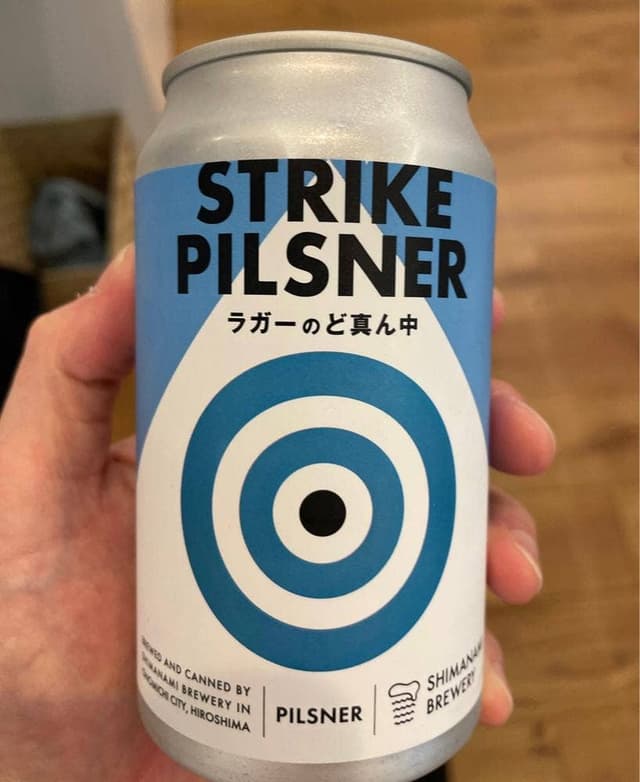 STRIKE
PILSNER
ラガーのど真ん中
BREWED AND CANNED BY
SHIMANAMI BREWERY IN
ONOMICHI CITY, HIROSHIMA
PILSNER
SHIMANAMI
BREWERY